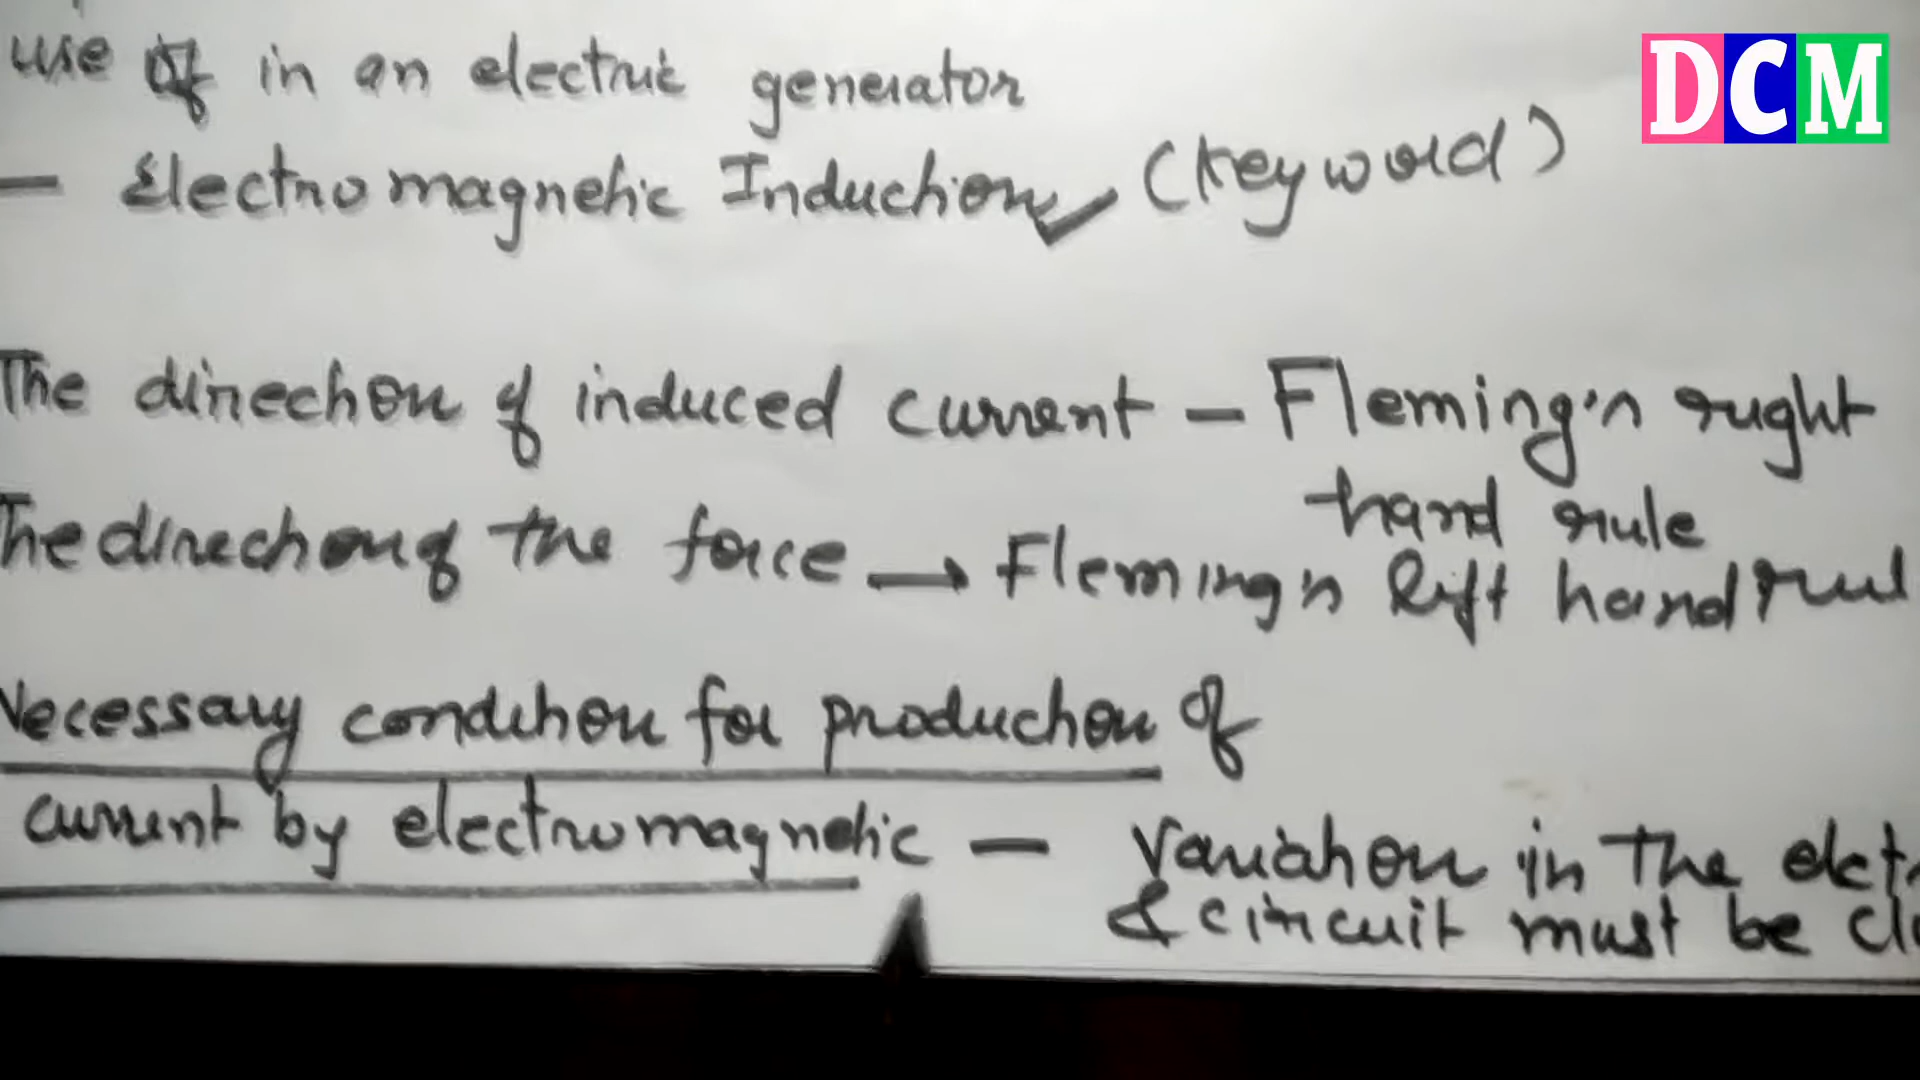 use of in an electric generator
DCM
— Electromagnetic Induction ✓ (Keyword)
The direction of induced current — Fleming's right
hand rule
The direction of the force → Fleming's left hand rul
Necessary condition for production of
current by electromagnetic — Variation in the
& circuit must be